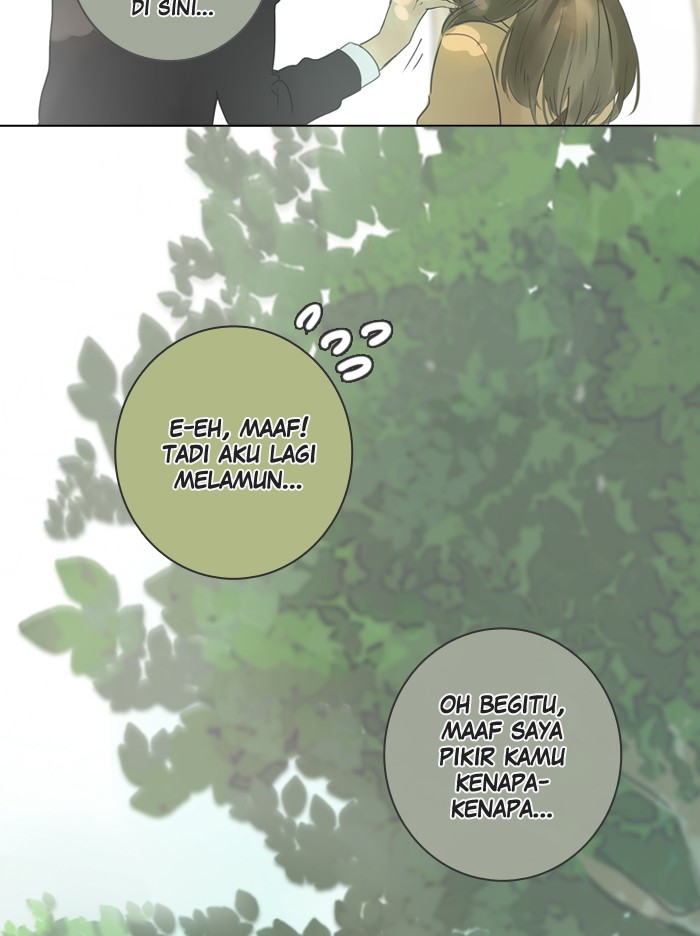 DI SINI...
E-EH, MAAF!
TADI AKU LAGI
MELAMUN...
OH BEGITU,
MAAF SAYA
PIKIR KAMU
KENAPA-
KENAPA...